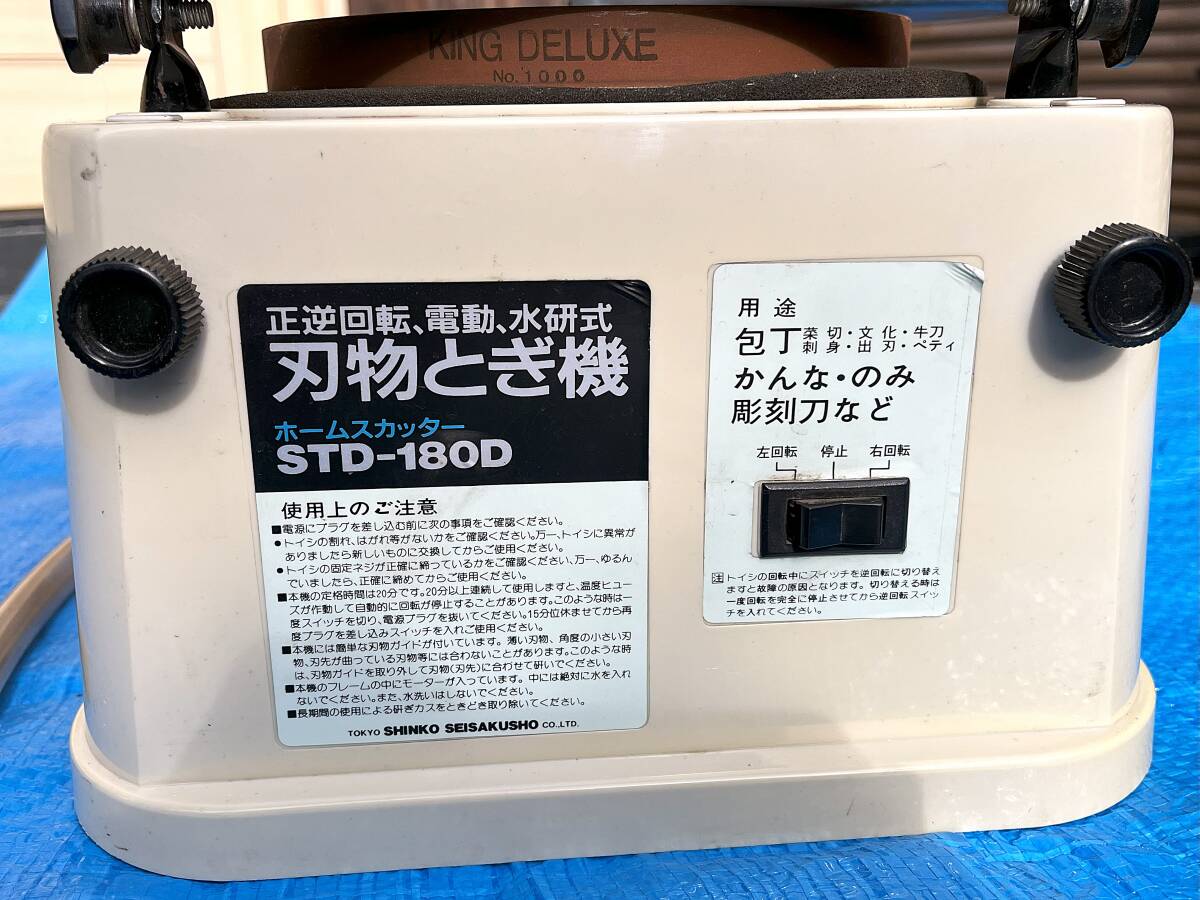 KING DELUXE
No. 1000
正逆回転、電動、水研式
刃物とぎ機
ホームスカッター
STD-180D
使用上のご注意
■電源にプラグを差し込む前に次の事項をご確認ください。
●トイシの割れ、はがれ等がないかをご確認ください。万一、トイシに異常が
ありましたら新しいものに交換してからご使用ください。
●トイシの固定ネジが正確に締っているかをご確認ください、万一、ゆるん
でいましたら、正確に締めてからご使用ください。
■本機の定格時間は20分です。20分以上連続して使用しますと、温度ヒュー
ズが作動して自動的に回転が停止することがあります。このような時は一
度スイッチを切り、電源プラグを抜いてください。15分位休ませてから再
度プラグを差し込みスイッチを入れご使用ください。
■本機には簡単な刃物ガイドが付いています。薄い刃物、角度の小さい刃
物、刃先が曲っている刃物等には合わないことがあります。このような時
は、刃物ガイドを取り外して刃物(刃先)に合わせて研いでください。
■本機のフレームの中にモーターが入っています。中には絶対に水を入れ
ないでください。また、水洗いはしないでください。
■長期間の使用による研ぎカスをときどき取り除いてください。
TOKYO SHINKO SEISAKUSHO CO.,LTD.
用途
包丁 菜切・文化・牛刀
刺身・出刃・ペティ
かんな・のみ
彫刻刀など
左回転 停止 右回転
注 トイシの回転中にスイッチを逆回転に切り替え
ますと故障の原因となります。切り替える時は
一度回転を完全に停止させてから逆回転スイッ
チを入れてください。